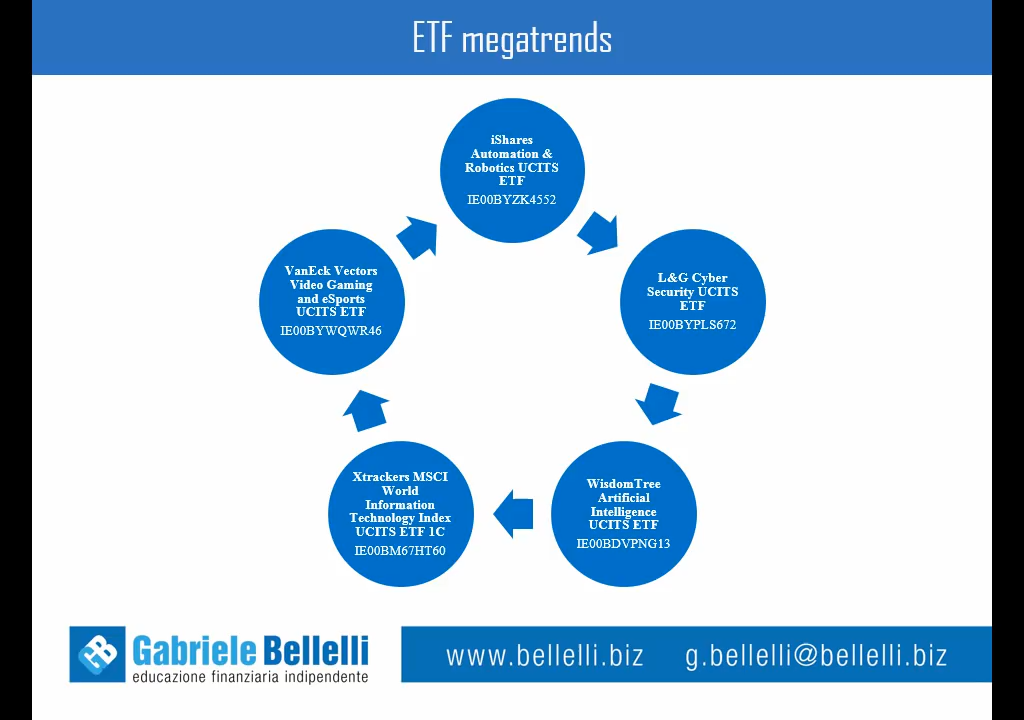 ETF megatrends
iShares
Automation &
Robotics UCITS
ETF
IE00BYZK4552
L&G Cyber
Security UCITS
ETF
IE00BYPLS672
WisdomTree
Artificial
Intelligence
UCITS ETF
IE00BDVPNG13
Xtrackers MSCI
World
Information
Technology Index
UCITS ETF 1C
IE00BM67HT60
VanEck Vectors
Video Gaming
and eSports
UCITS ETF
IE00BYWQWR46
Gabriele Bellelli
educazione finanziaria indipendente
www.bellelli.biz g.bellelli@bellelli.biz